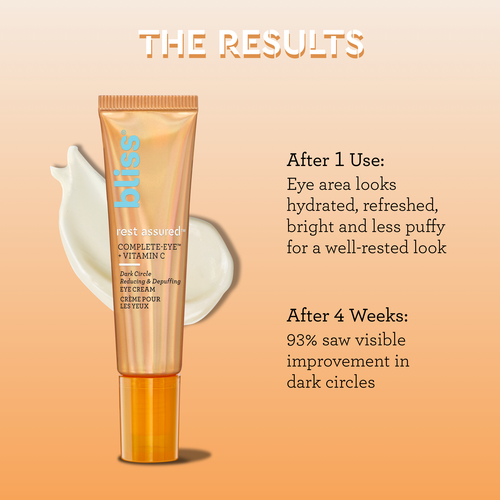 THE RESULTS
bliss®
rest assured™
COMPLETE-EYE™
+ VITAMIN C
Dark Circle
Reducing & Depuffing
EYE CREAM
CRÈME POUR
LES YEUX
After 1 Use:
Eye area looks
hydrated, refreshed,
bright and less puffy
for a well-rested look
After 4 Weeks:
93% saw visible
improvement in
dark circles